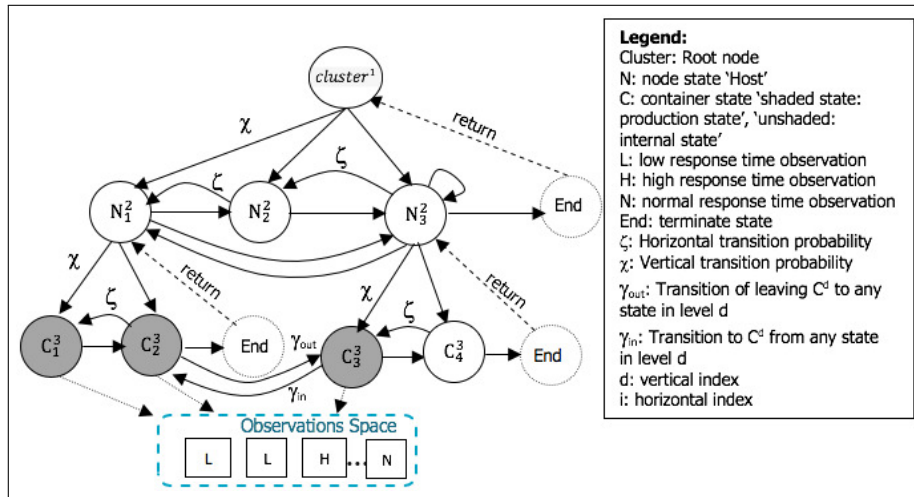 cluster¹
χ
return
ζ
ζ
N₁²
N₂²
N₃²
End
χ
return
χ
return
ζ
ζ
C₁³
C₂³
End
γout
C₃³
C₄³
End
γin
Observations Space
L
L
H
...
N
Legend:
Cluster: Root node
N: node state ‘Host’
C: container state ‘shaded state:
production state’, ‘unshaded:
internal state’
L: low response time observation
H: high response time observation
N: normal response time observation
End: terminate state
ζ: Horizontal transition probability
χ: Vertical transition probability
γout: Transition of leaving Cᵈ to any
state in level d
γin: Transition to Cᵈ from any state
in level d
d: vertical index
i: horizontal index